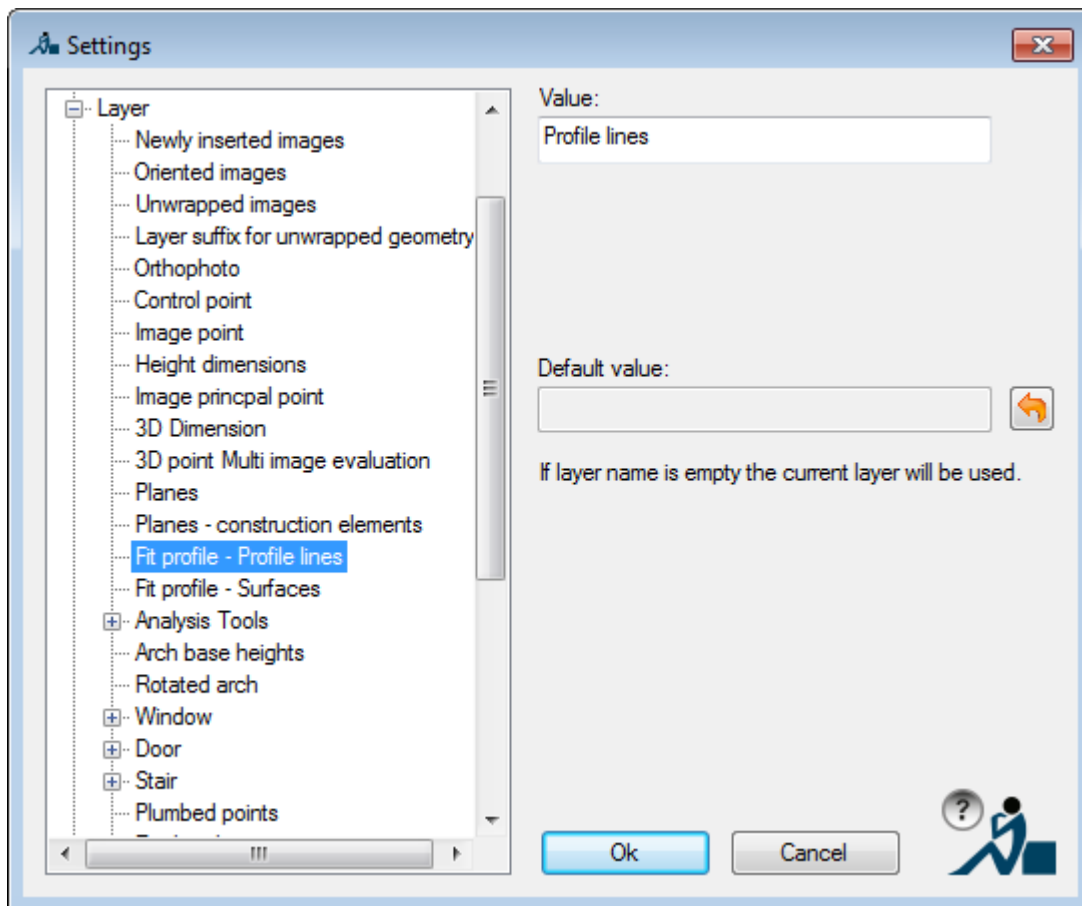 Settings
Layer
Newly inserted images
Oriented images
Unwrapped images
Layer suffix for unwrapped geometry
Orthophoto
Control point
Image point
Height dimensions
Image princpal point
3D Dimension
3D point Multi image evaluation
Planes
Planes - construction elements
Fit profile - Profile lines
Fit profile - Surfaces
Analysis Tools
Arch base heights
Rotated arch
Window
Door
Stair
Plumbed points
Value:
Profile lines
Default value:
If layer name is empty the current layer will be used.
Ok
Cancel
?